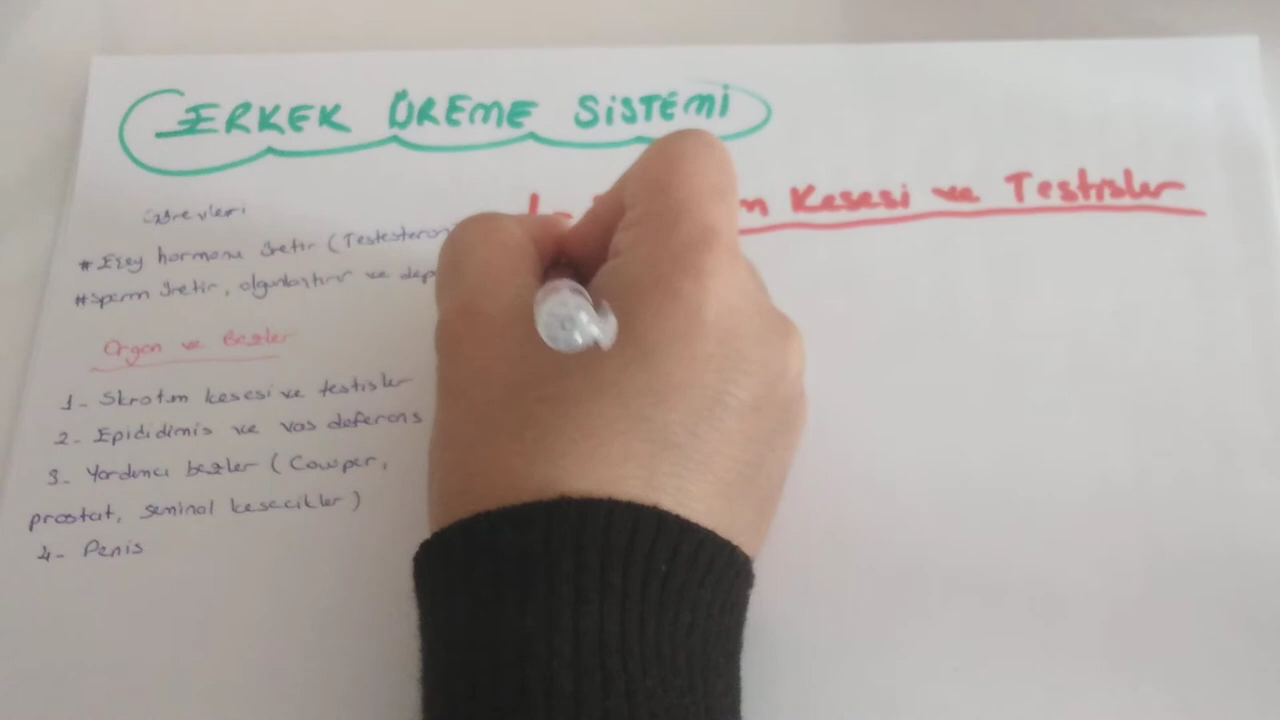 ERKEK ÜREME SİSTEMİ
Görevleri
# Eşey hormonu üretir (Testesteron
# Sperm üretir, olgunlaştırır ve dep
Organ ve Bezler
1- Skrotum kesesi ve testisler
2- Epididimis ve vas deferans
3- Yardımcı bezler (Cowper,
prostat, seminal kesecikler)
4- Penis
1- m Kesesi ve Testisler